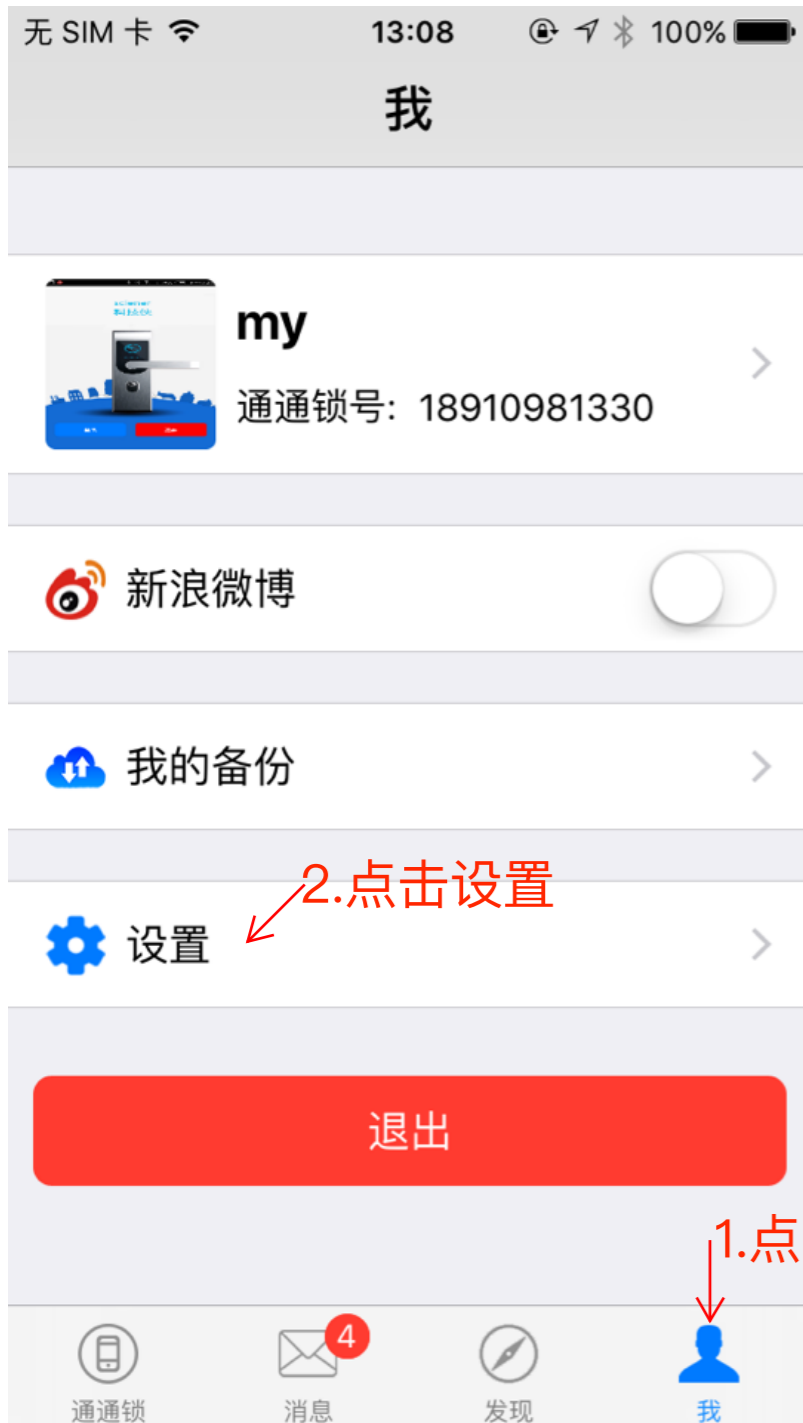 无 SIM 卡 13:08 100%
我
my
通通锁号: 18910981330
新浪微博
我的备份
2.点击设置
设置
退出
1.点
4
通通锁 消息 发现 我